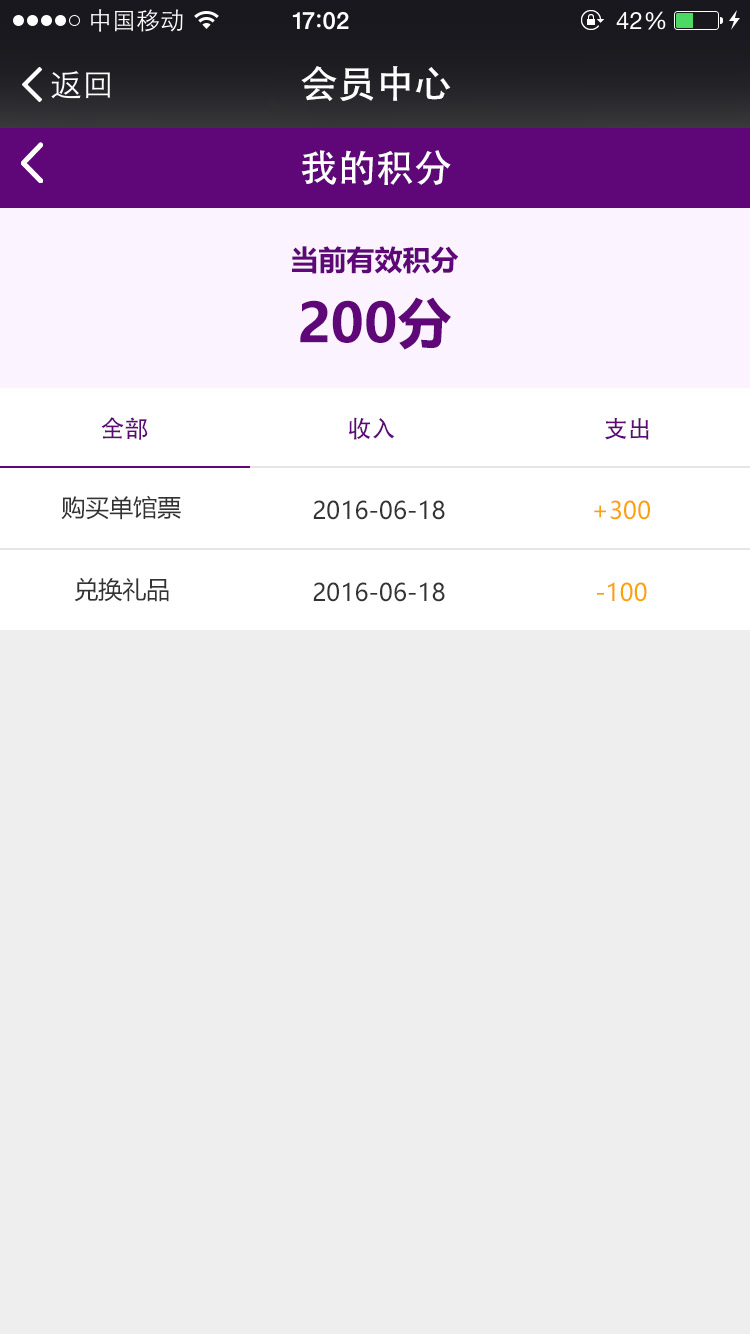 中国移动 17:02 42%
返回 会员中心
我的积分
当前有效积分
200分
全部 收入 支出
购买单馆票 2016-06-18 +300
兑换礼品 2016-06-18 -100